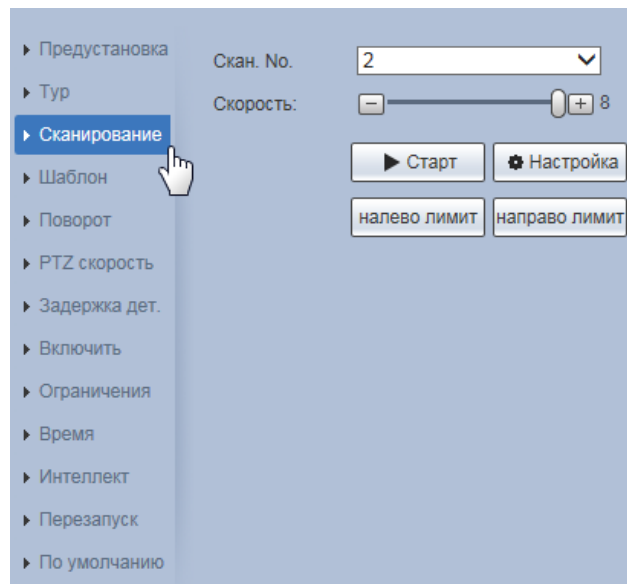 Предустановка
Тур
Сканирование
Шаблон
Поворот
PTZ скорость
Задержка дет.
Включить
Ограничения
Время
Интеллект
Перезапуск
По умолчанию
Скан. No. 2
Скорость: 8
Старт Настройка
налево лимит направо лимит